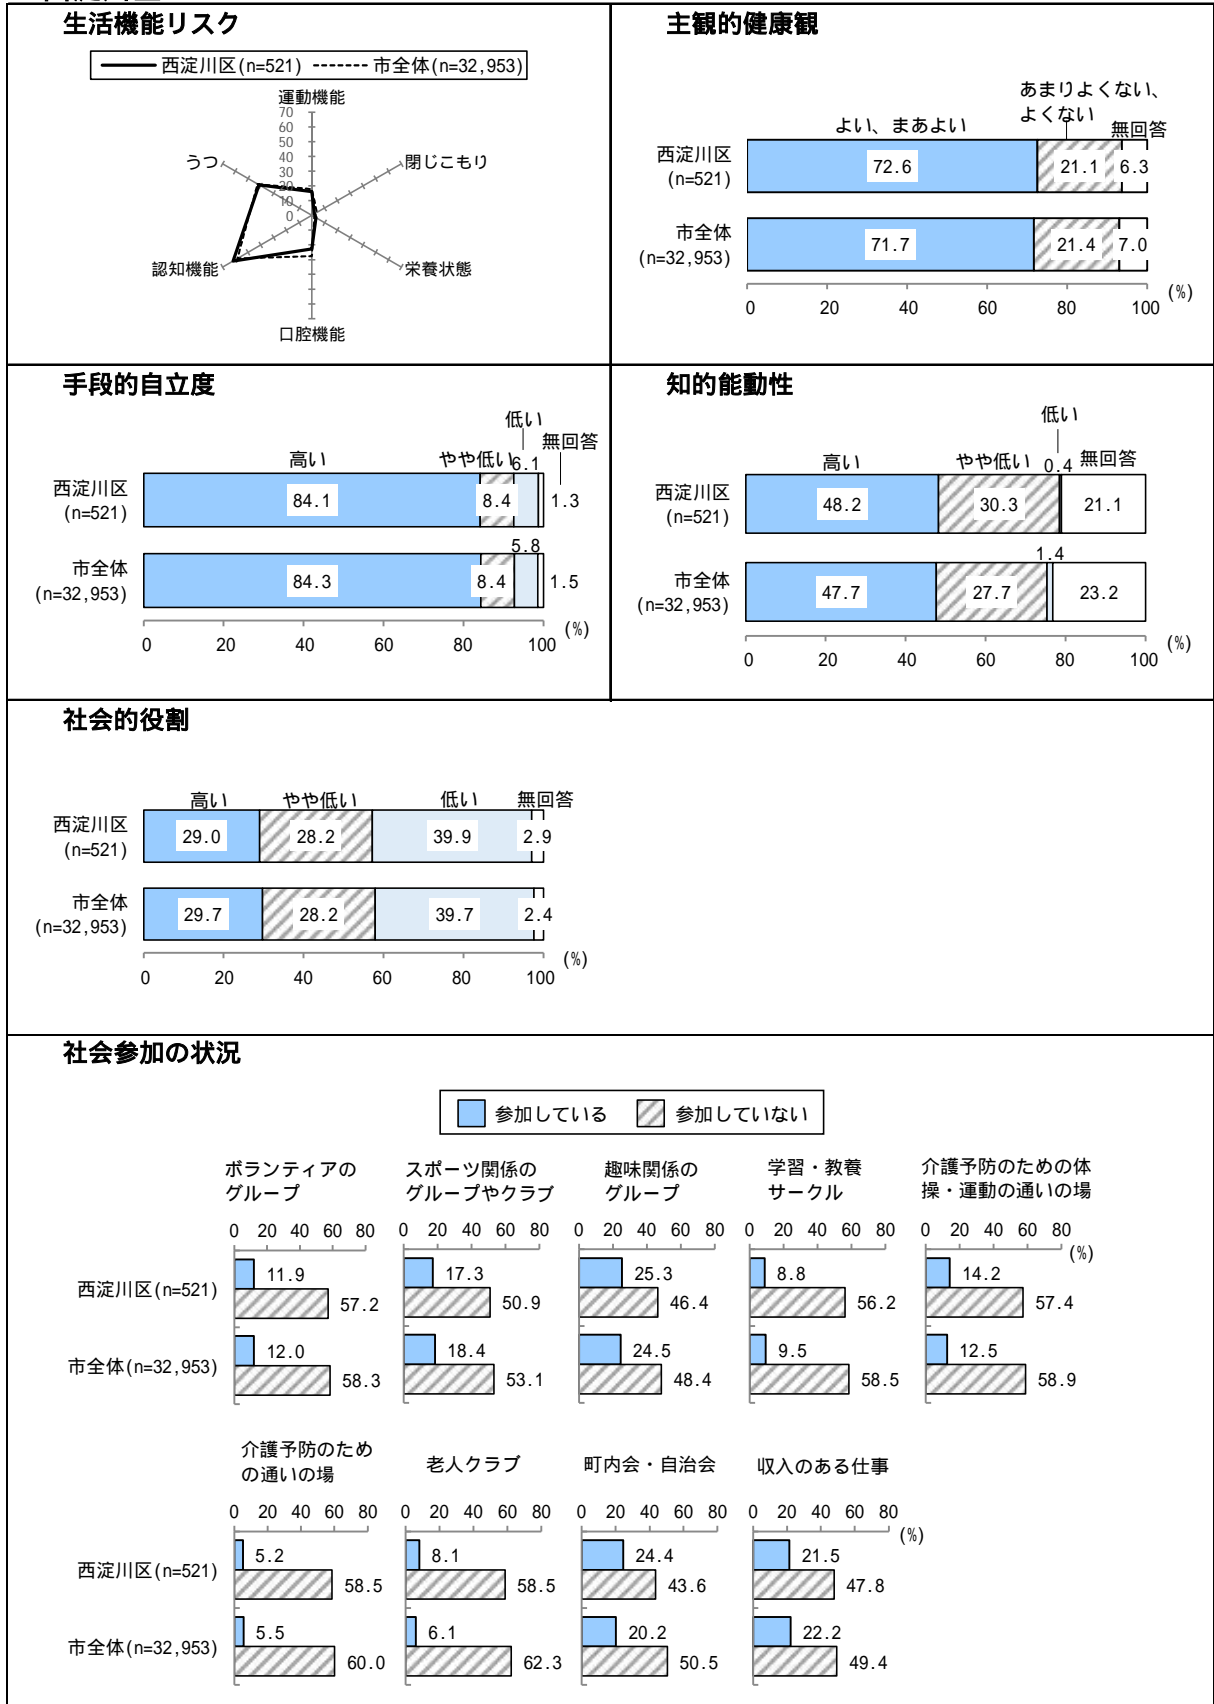 生活機能リスク
西淀川区(n=521) 市全体(n=32,953)
運動機能
70
60
50
40
30
20
10
0
うつ 閉じこもり
認知機能 栄養状態
口腔機能
主観的健康観
あまりよくない、
よくない
よい、まあよい 無回答
西淀川区
(n=521)
72.6 21.1 6.3
市全体
(n=32,953)
71.7 21.4 7.0
0 20 40 60 80 100 (%)
手段的自立度
低い
高い やや低い 無回答
西淀川区
(n=521)
84.1 8.4 6.1 1.3
市全体
(n=32,953)
84.3 8.4 5.8 1.5
0 20 40 60 80 100 (%)
知的能動性
低い
高い やや低い 無回答
西淀川区
(n=521)
48.2 30.3 0.4 21.1
市全体
(n=32,953)
47.7 27.7 1.4 23.2
0 20 40 60 80 100 (%)
社会的役割
高い やや低い 低い 無回答
西淀川区
(n=521)
29.0 28.2 39.9 2.9
市全体
(n=32,953)
29.7 28.2 39.7 2.4
0 20 40 60 80 100 (%)
社会参加の状況
参加している 参加していない
ボランティアの
グループ
スポーツ関係の
グループやクラブ
趣味関係の
グループ
学習・教養
サークル
介護予防のための体
操・運動の通いの場
0 20 40 60 80 0 20 40 60 80 0 20 40 60 80 0 20 40 60 80 0 20 40 60 80
(%)
西淀川区(n=521)
11.9 17.3 25.3 8.8 14.2
57.2 50.9 46.4 56.2 57.4
市全体(n=32,953)
12.0 18.4 24.5 9.5 12.5
58.3 53.1 48.4 58.5 58.9
介護予防のため
の通いの場
老人クラブ 町内会・自治会 収入のある仕事
0 20 40 60 80 0 20 40 60 80 0 20 40 60 80 0 20 40 60 80
(%)
西淀川区(n=521)
5.2 8.1 24.4 21.5
58.5 58.5 43.6 47.8
市全体(n=32,953)
5.5 6.1 20.2 22.2
60.0 62.3 50.5 49.4